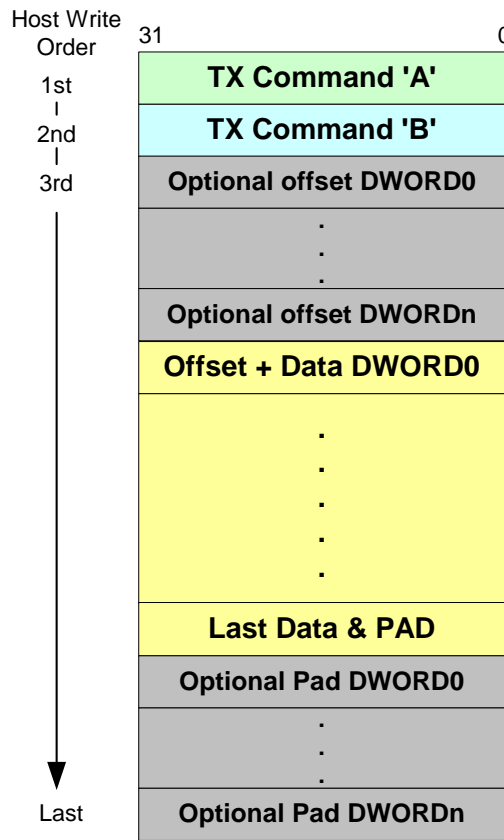 Host Write
Order
31
0
1st
TX Command 'A'
2nd
TX Command 'B'
3rd
Optional offset DWORD0
.
.
.
Optional offset DWORDn
Offset + Data DWORD0
.
.
.
.
.
Last Data & PAD
Optional Pad DWORD0
.
.
.
Last
Optional Pad DWORDn